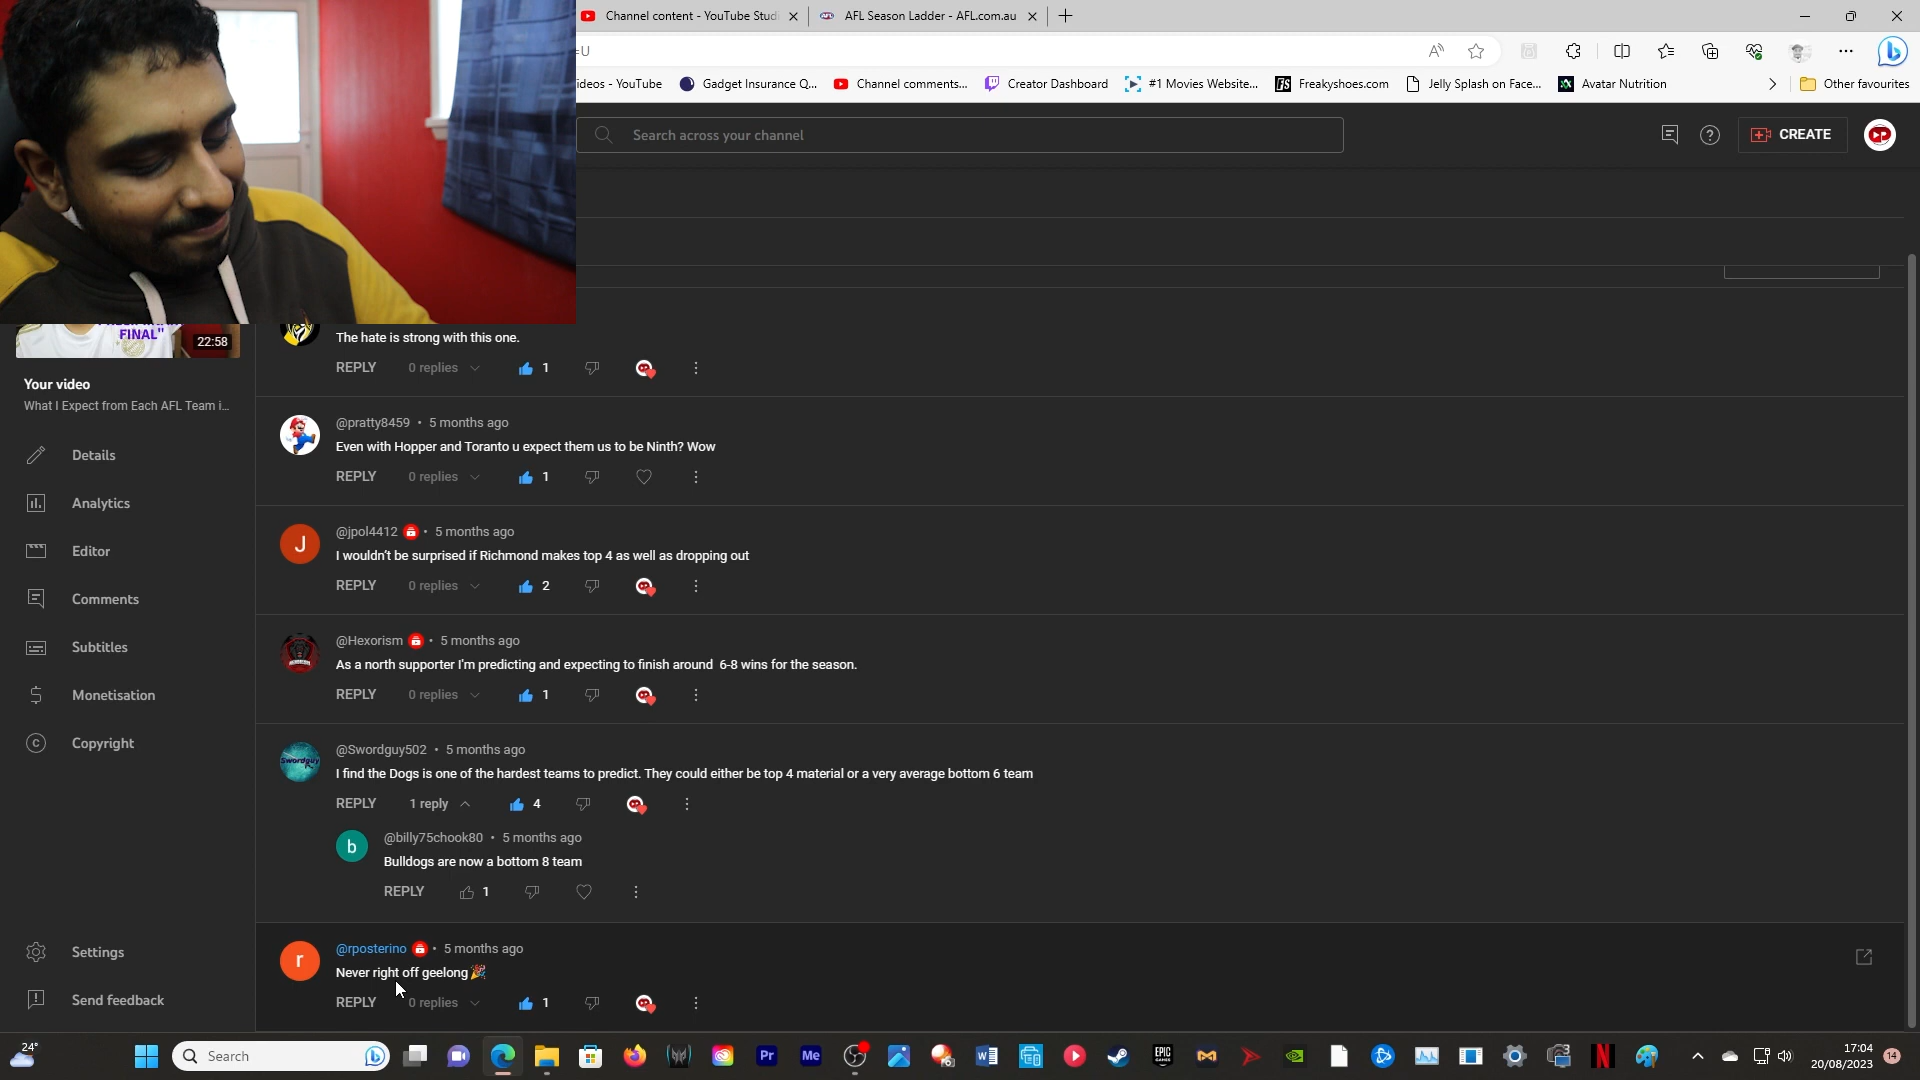 Channel content - YouTube Studi
AFL Season Ladder - AFL.com.au
=U
ideos - YouTube
Gadget Insurance Q...
Channel comments...
Creator Dashboard
#1 Movies Website...
Freakyshoes.com
Jelly Splash on Face...
Avatar Nutrition
Other favourites
Search across your channel
CREATE
FINAL"
22:58
Your video
What I Expect from Each AFL Team i...
Details
Analytics
Editor
Comments
Subtitles
Monetisation
Copyright
Settings
Send feedback
The hate is strong with this one.
REPLY 0 replies 1
@pratty8459 • 5 months ago
Even with Hopper and Toranto u expect them us to be Ninth? Wow
REPLY 0 replies 1
J
@jpol4412 • 5 months ago
I wouldn't be surprised if Richmond makes top 4 as well as dropping out
REPLY 0 replies 2
@Hexorism • 5 months ago
As a north supporter I'm predicting and expecting to finish around 6-8 wins for the season.
REPLY 0 replies 1
Swordguy
@Swordguy502 • 5 months ago
I find the Dogs is one of the hardest teams to predict. They could either be top 4 material or a very average bottom 6 team
REPLY 1 reply 4
b
@billy75chook80 • 5 months ago
Bulldogs are now a bottom 8 team
REPLY 1
r
@rposterino • 5 months ago
Never right off geelong🎉
REPLY 0 replies 1
24°
Search
Pr
Me
EPIC GAMES
17:04
20/08/2023
14